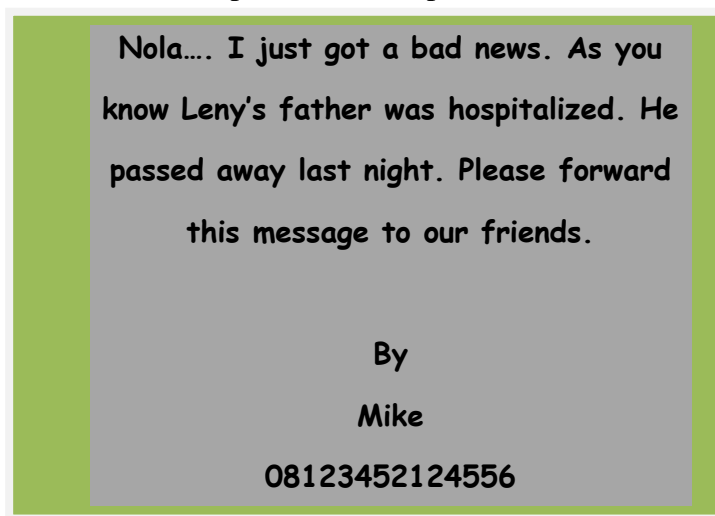 Nola.... I just got a bad news. As you
know Leny's father was hospitalized. He
passed away last night. Please forward
this message to our friends.
By
Mike
08123452124556